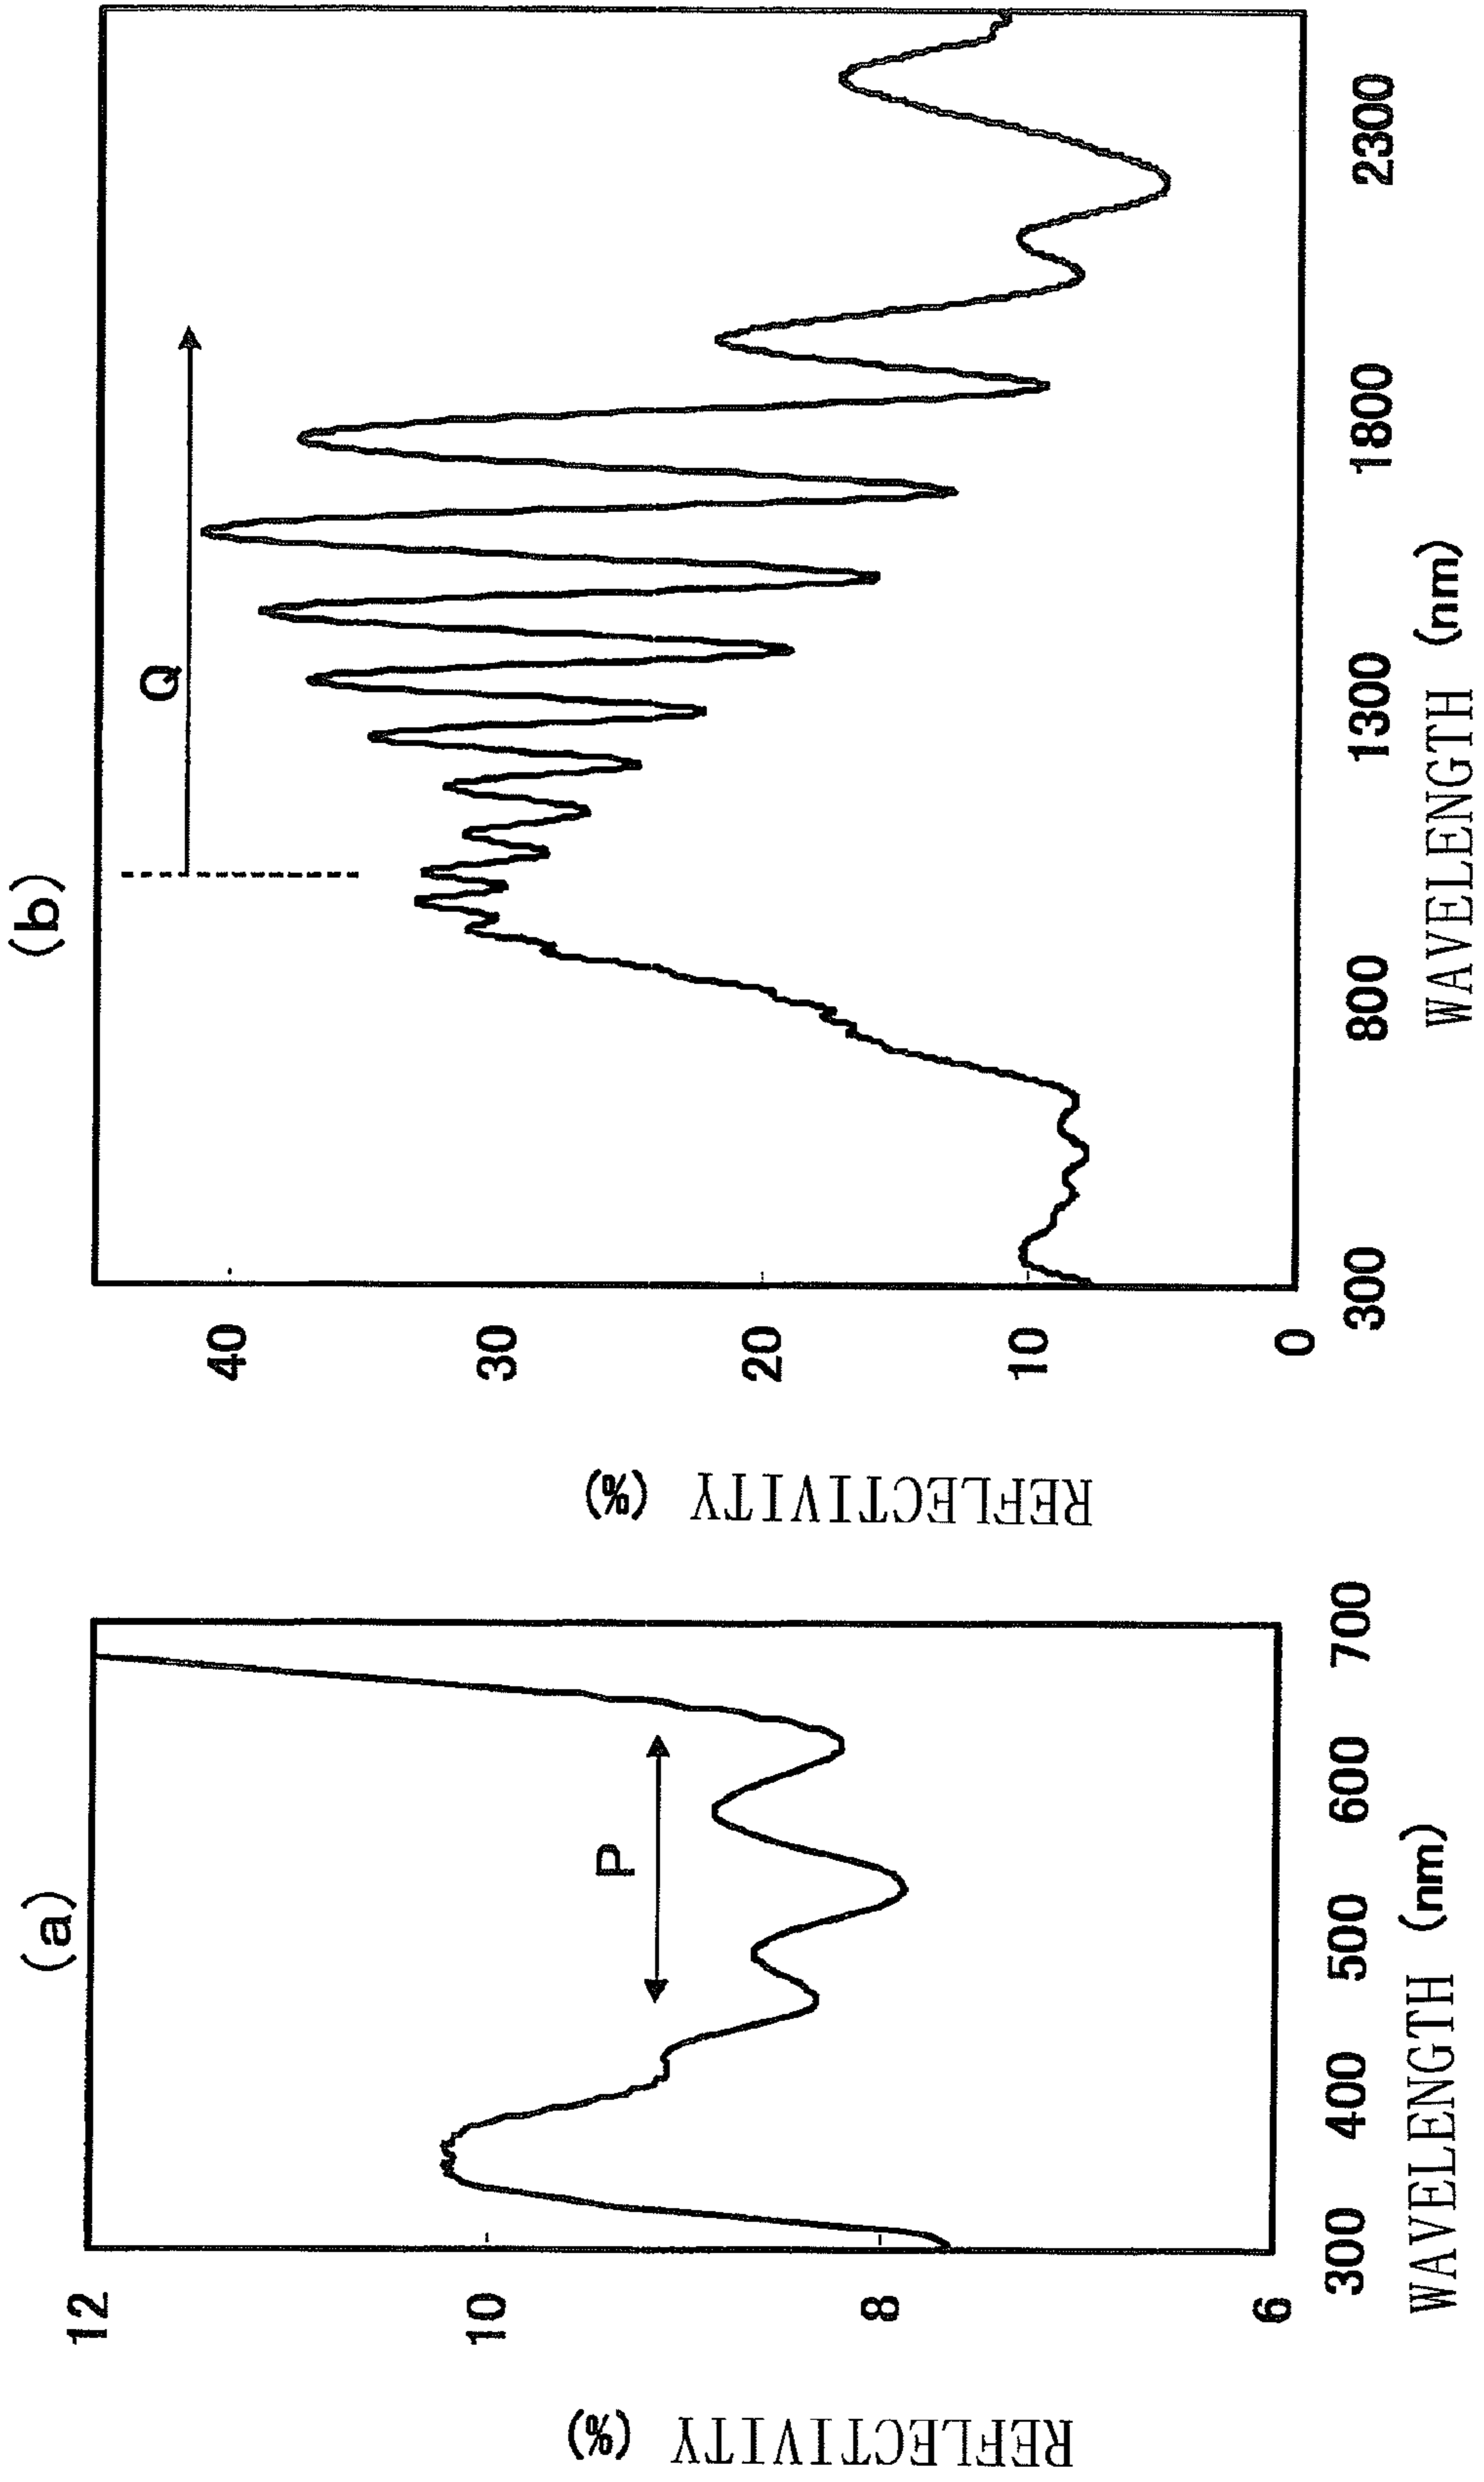 (a)
REFLECTIVITY (%)
12
10
8
6
P
300 400 500 600 700
WAVELENGTH (nm)
(b)
REFLECTIVITY (%)
40
30
20
10
0
Q
300 800 1300 1800 2300
WAVELENGTH (nm)